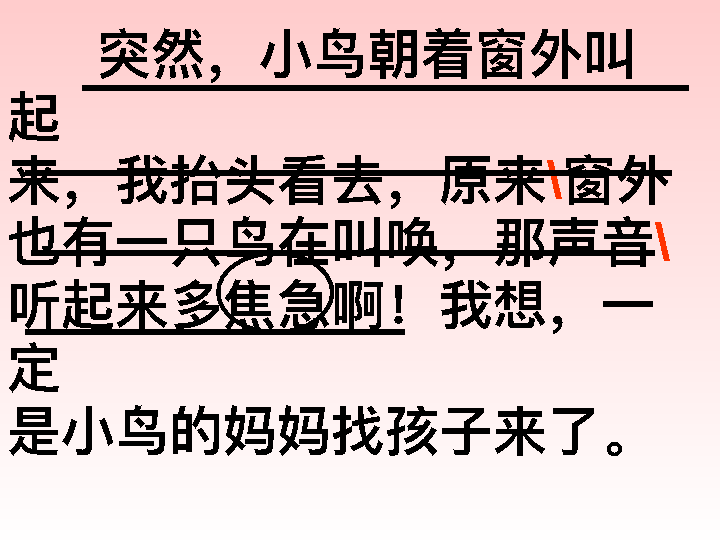 突然，小鸟朝着窗外叫
起
来，我抬头看去，原来\窗外
也有一只鸟在叫唤，那声音\
听起来多焦急啊！我想，一
定
是小鸟的妈妈找孩子来了。